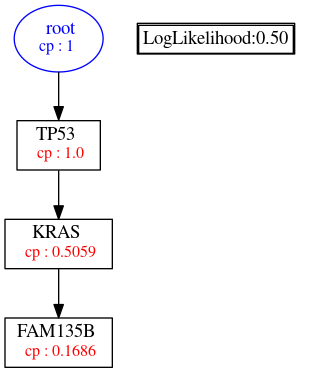 root
cp : 1
LogLikelihood:0.50
TP53
cp : 1.0
KRAS
cp : 0.5059
FAM135B
cp : 0.1686